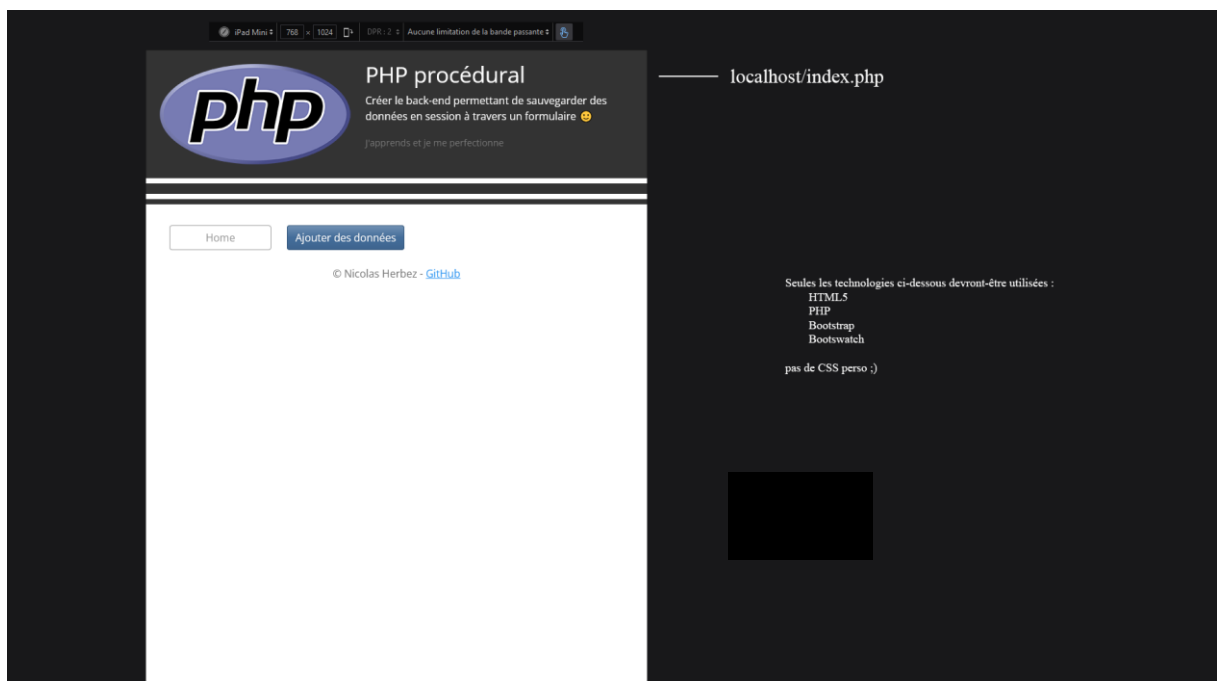 iPad Mini 768 × 1024 DPR : 2 Aucune limitation de la bande passante
php
PHP procédural
Créer le back-end permettant de sauvegarder des
données en session à travers un formulaire 🙂
J'apprends et je me perfectionne
localhost/index.php
Home
Ajouter des données
© Nicolas Herbez - GitHub
Seules les technologies ci-dessous devront-être utilisées :
HTML5
PHP
Bootstrap
Bootswatch
pas de CSS perso ;)